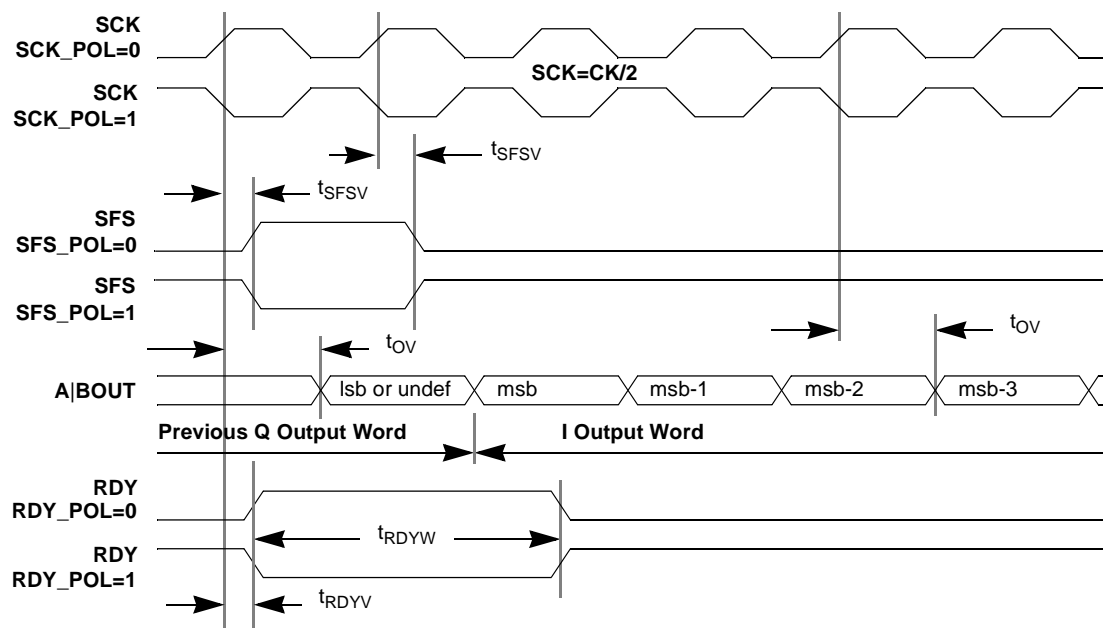 SCK
SCK_POL=0
SCK=CK/2
SCK
SCK_POL=1
tSFSV
tSFSV
SFS
SFS_POL=0
SFS
SFS_POL=1
tOV
tOV
A|BOUT
lsb or undef
msb
msb-1
msb-2
msb-3
Previous Q Output Word
I Output Word
RDY
RDY_POL=0
tRDYW
RDY
RDY_POL=1
tRDYV